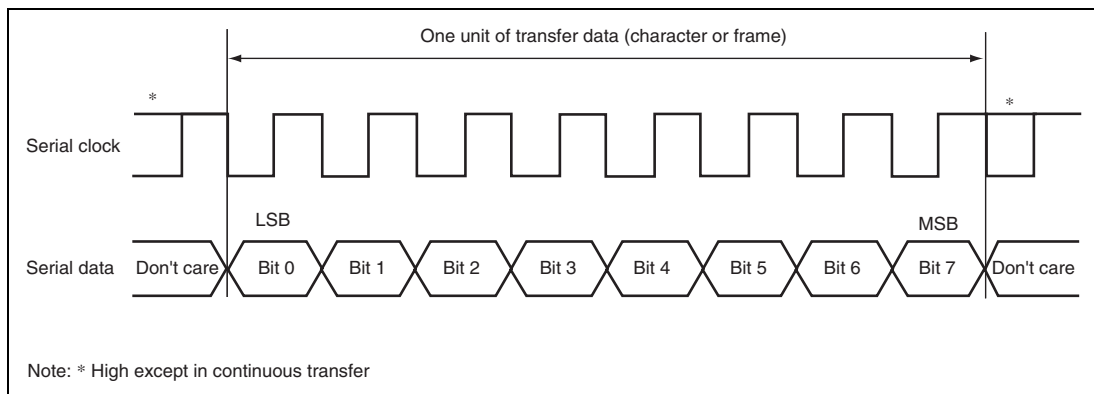 One unit of transfer data (character or frame)
* *
Serial clock
LSB MSB
Serial data Don't care Bit 0 Bit 1 Bit 2 Bit 3 Bit 4 Bit 5 Bit 6 Bit 7 Don't care
Note: * High except in continuous transfer